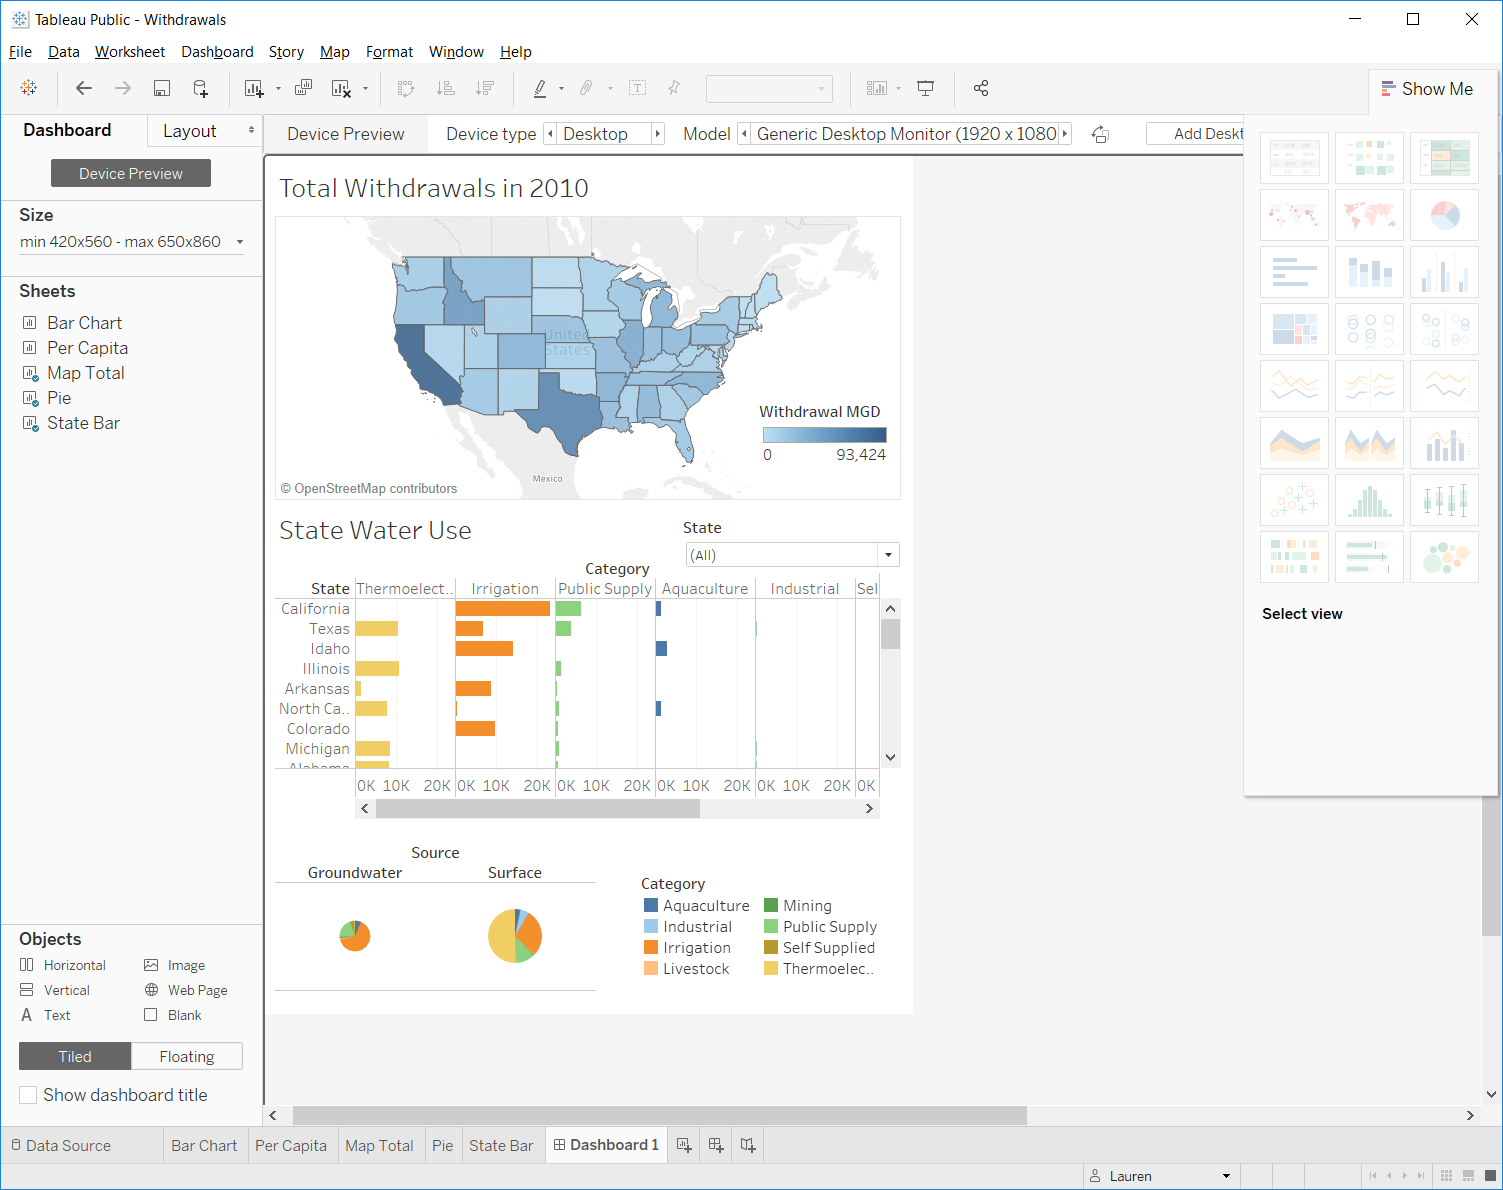 Tableau Public - Withdrawals
File Data Worksheet Dashboard Story Map Format Window Help
Show Me
Dashboard Layout
Device Preview Device type Desktop Model Generic Desktop Monitor (1920 x 1080 Add Deskt
Device Preview
Size
min 420x560 - max 650x860
Sheets
Bar Chart
Per Capita
Map Total
Pie
State Bar
Objects
Horizontal Image
Vertical Web Page
A Text Blank
Tiled Floating
Show dashboard title
Total Withdrawals in 2010
United
States
Mexico
Withdrawal MGD
0 93,424
© OpenStreetMap contributors
State Water Use
State
(All)
Category
State Thermoelect.. Irrigation Public Supply Aquaculture Industrial Sel
California
Texas
Idaho
Illinois
Arkansas
North Ca..
Colorado
Michigan
Alabama
0K 10K 20K 0K 10K 20K 0K 10K 20K 0K 10K 20K 0K 10K 20K 0K
Source
Groundwater Surface
Category
Aquaculture Mining
Industrial Public Supply
Irrigation Self Supplied
Livestock Thermoelec..
Select view
Data Source Bar Chart Per Capita Map Total Pie State Bar Dashboard 1
Lauren